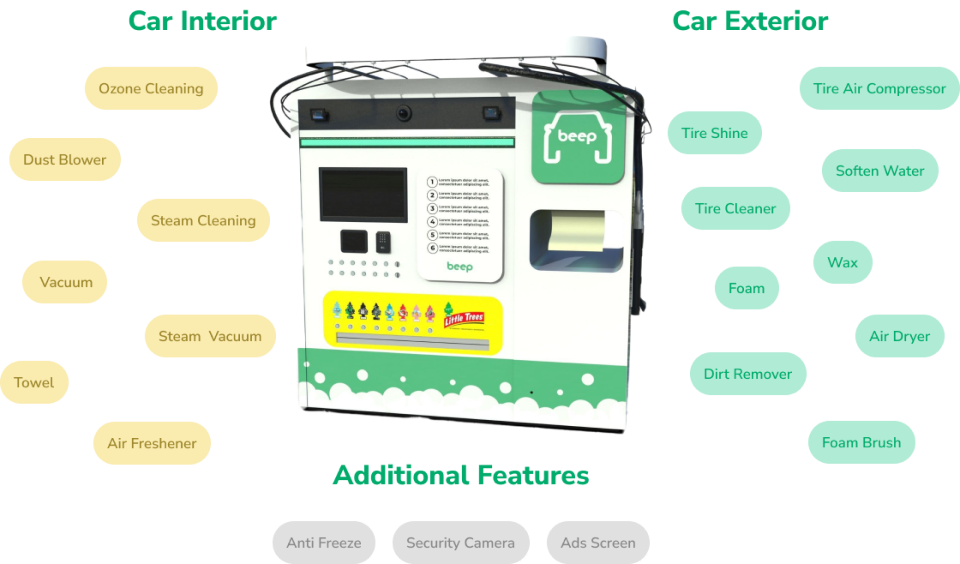 Car Interior
Car Exterior
Ozone Cleaning
Dust Blower
Steam Cleaning
Vacuum
Steam Vacuum
Towel
Air Freshener
beep
1 Lorem ipsum dolor sit amet,
consectetuer adipiscing elit.
2 Lorem ipsum dolor sit amet,
consectetuer adipiscing elit.
3 Lorem ipsum dolor sit amet,
consectetuer adipiscing elit.
4 Lorem ipsum dolor sit amet,
consectetuer adipiscing elit.
5 Lorem ipsum dolor sit amet,
consectetuer adipiscing elit.
6 Lorem ipsum dolor sit amet,
consectetuer adipiscing elit.
beep
Little Trees
Tire Air Compressor
Tire Shine
Soften Water
Tire Cleaner
Wax
Foam
Air Dryer
Dirt Remover
Foam Brush
Additional Features
Anti Freeze
Security Camera
Ads Screen